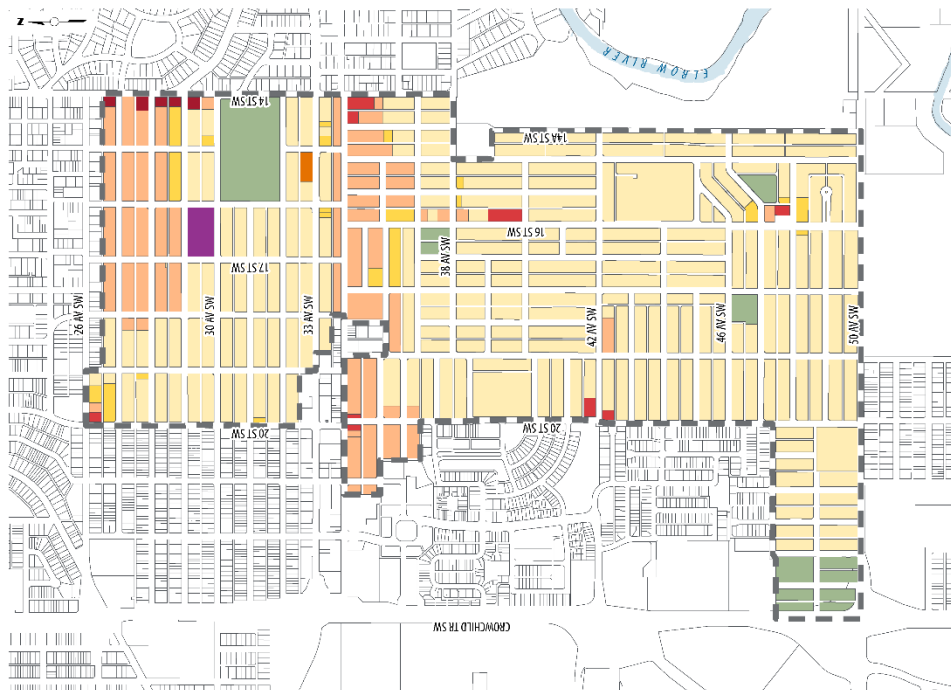 N
ELBOW RIVER
14 ST SW
14A ST SW
16 ST SW
38 AV SW
17 ST SW
26 AV SW
30 AV SW
33 AV SW
42 AV SW
46 AV SW
50 AV SW
20 ST SW
20 ST SW
CROWCHILD TR SW